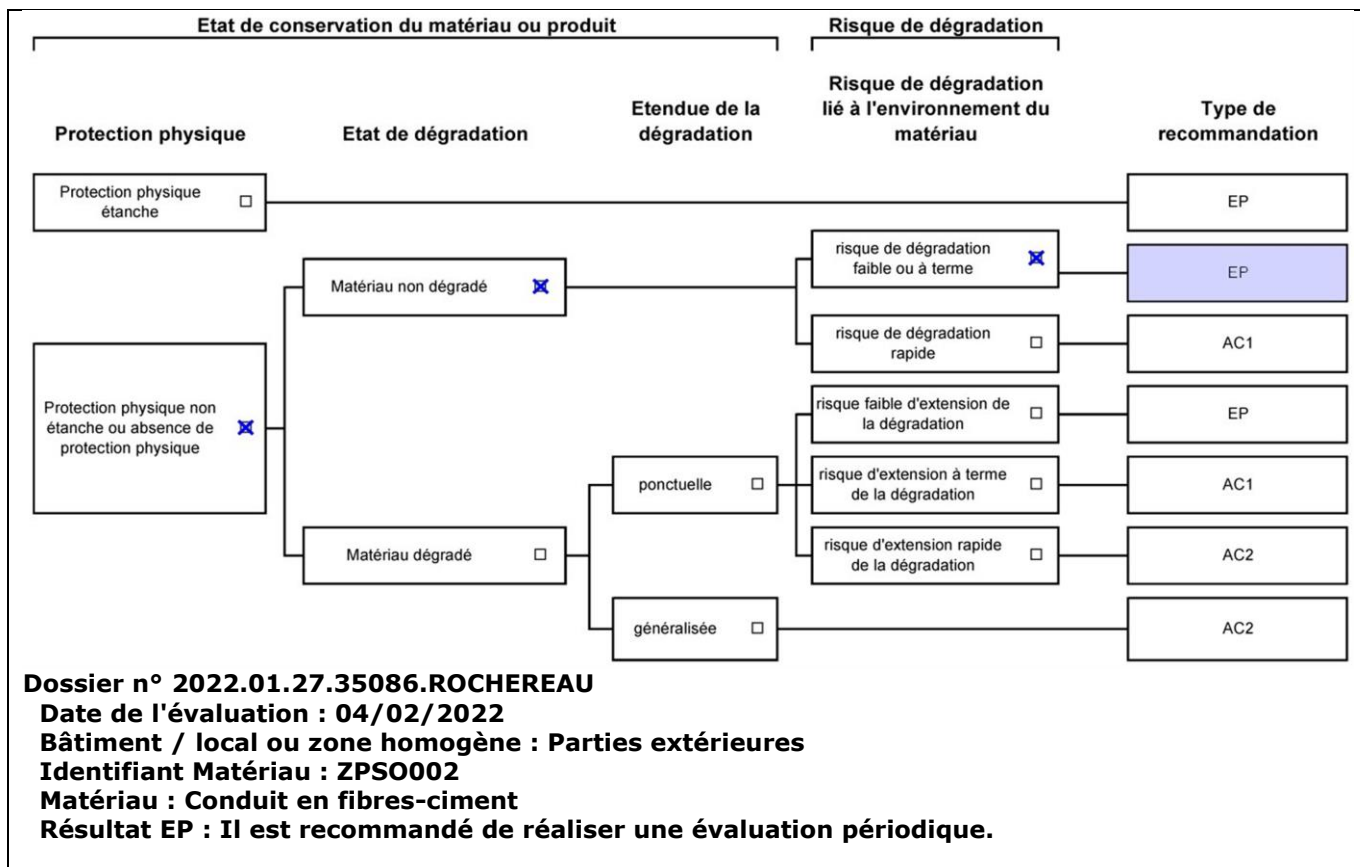 Etat de conservation du matériau ou produit
Risque de dégradation
Protection physique
Etat de dégradation
Etendue de la
dégradation
Risque de dégradation
lié à l'environnement du
matériau
Type de
recommandation
Protection physique
étanche
EP
risque de dégradation
faible ou à terme
EP
Matériau non dégradé
risque de dégradation
rapide
AC1
Protection physique non
étanche ou absence de
protection physique
risque faible d'extension de
la dégradation
EP
ponctuelle
risque d'extension à terme
de la dégradation
AC1
Matériau dégradé
risque d'extension rapide
de la dégradation
AC2
généralisée
AC2
Dossier n° 2022.01.27.35086.ROCHEREAU
Date de l'évaluation : 04/02/2022
Bâtiment / local ou zone homogène : Parties extérieures
Identifiant Matériau : ZPSO002
Matériau : Conduit en fibres-ciment
Résultat EP : Il est recommandé de réaliser une évaluation périodique.